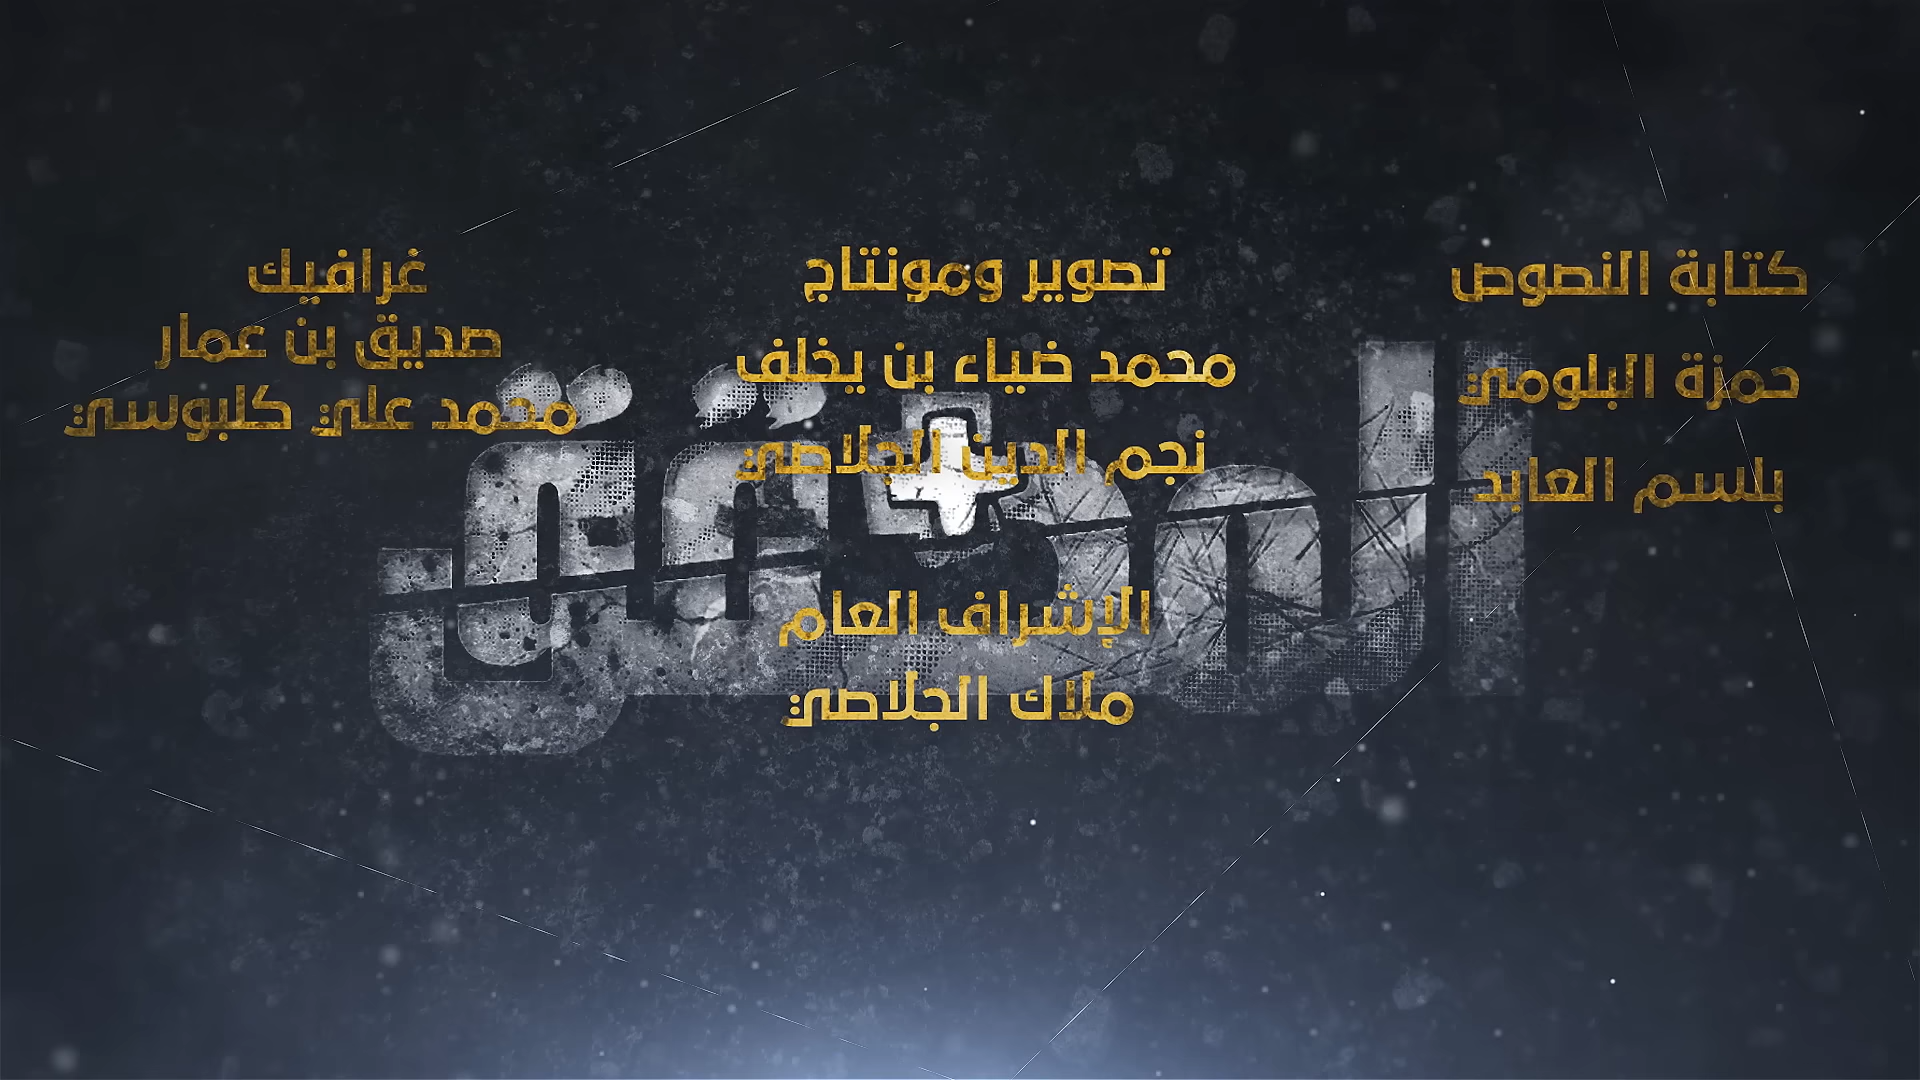 كتابة النصوص
حمزة البلومي
بلسم العابد
تصوير ومونتاج
محمد ضياء بن يخلف
نجم الدين الجلاصي
غرافيك
صديق بن عمار
محمد علي كلبوسي
الإشراف العام
ملاك الجلاصي